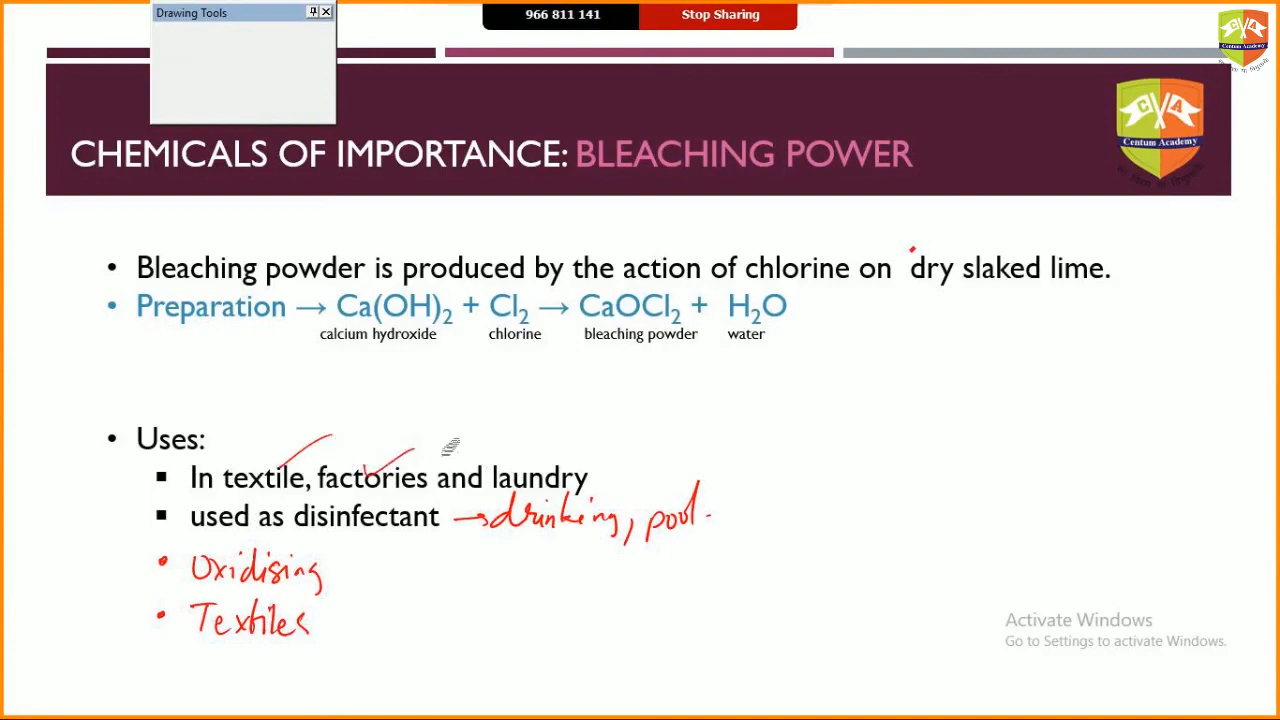 Drawing Tools
966 811 141 Stop Sharing
Centum Academy
CHEMICALS OF IMPORTANCE: BLEACHING POWER
C A
Centum Academy
• Bleaching powder is produced by the action of chlorine on dry slaked lime.
• Preparation → Ca(OH)₂ + Cl₂ → CaOCl₂ + H₂O
calcium hydroxide chlorine bleaching powder water
• Uses:
▪ In textile, factories and laundry
▪ used as disinfectant → drinking, pool.
• Oxidising
• Textiles
Activate Windows
Go to Settings to activate Windows.